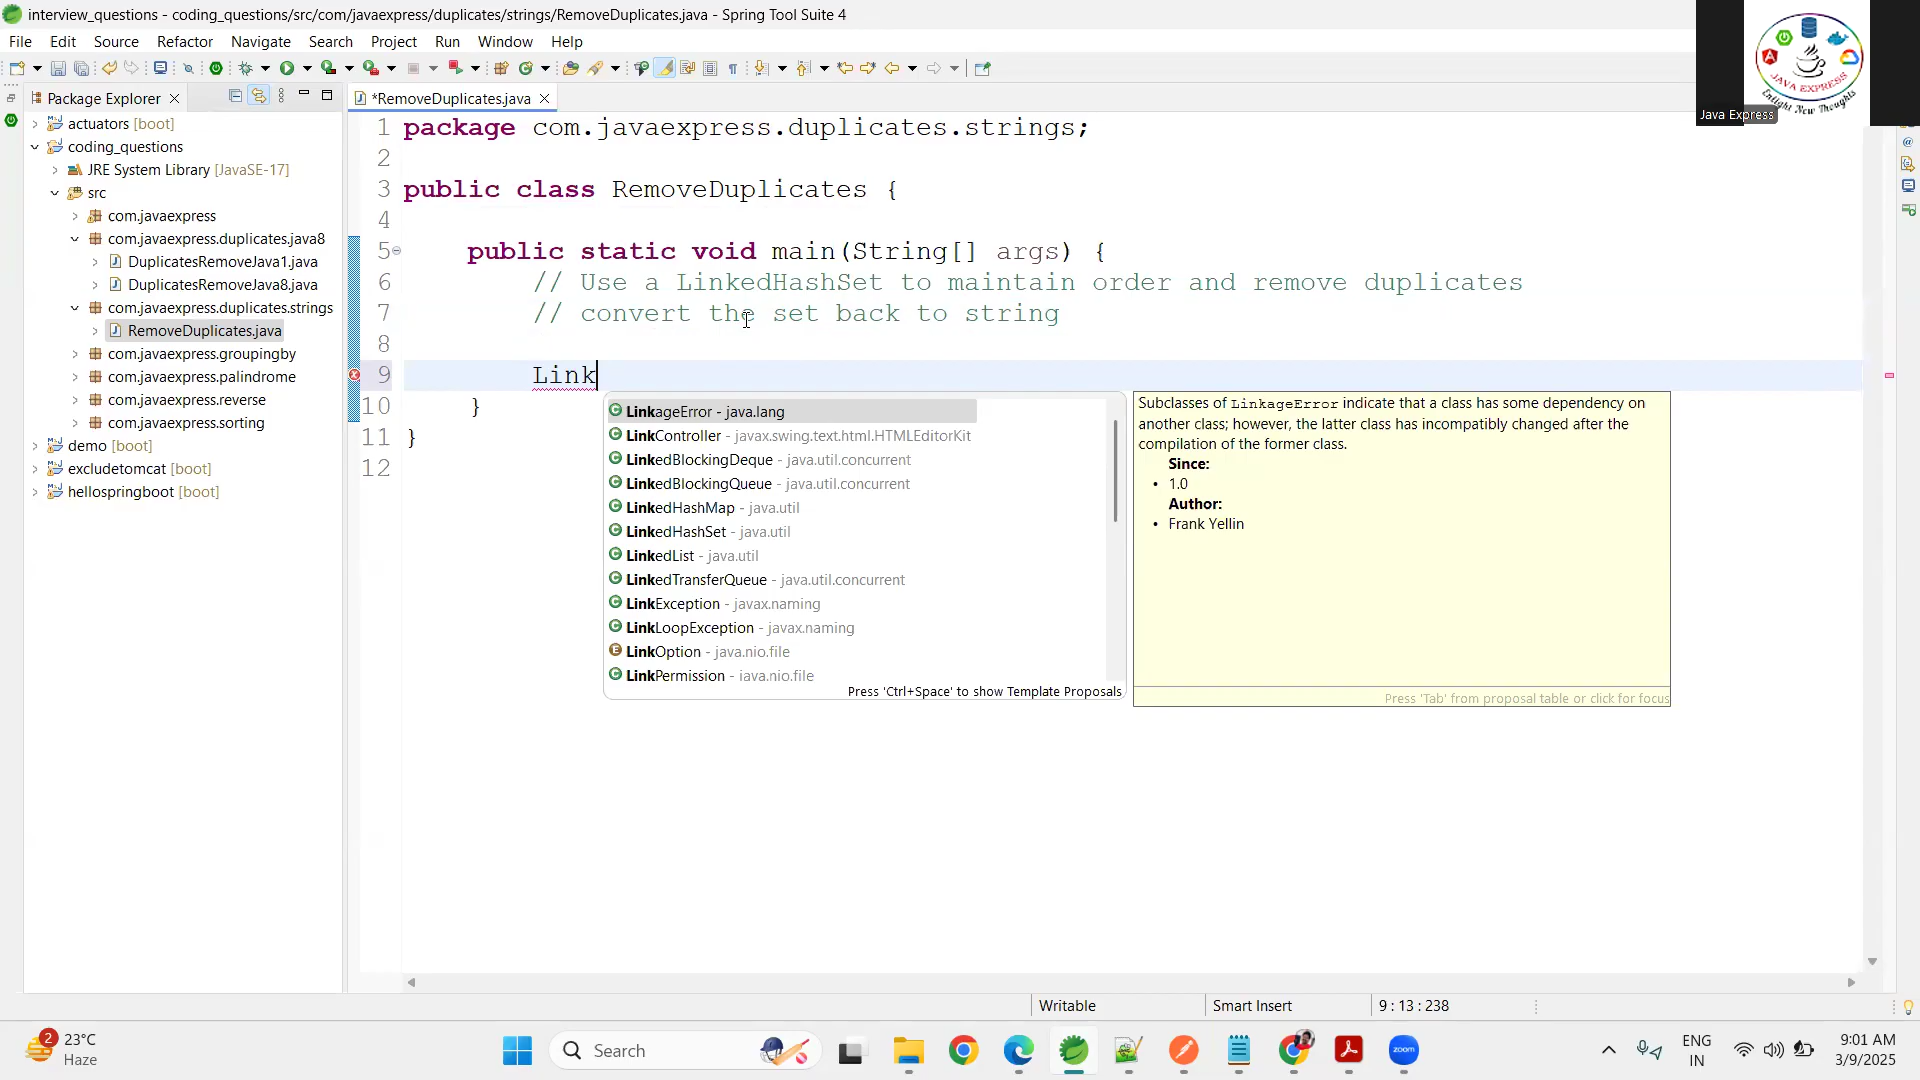 interview_questions - coding_questions/src/com/javaexpress/duplicates/strings/RemoveDuplicates.java - Spring Tool Suite 4
File Edit Source Refactor Navigate Search Project Run Window Help
Package Explorer
actuators [boot]
coding_questions
JRE System Library [JavaSE-17]
src
com.javaexpress
com.javaexpress.duplicates.java8
DuplicatesRemoveJava1.java
DuplicatesRemoveJava8.java
com.javaexpress.duplicates.strings
RemoveDuplicates.java
com.javaexpress.groupingby
com.javaexpress.palindrome
com.javaexpress.reverse
com.javaexpress.sorting
demo [boot]
excludetomcat [boot]
hellospringboot [boot]
*RemoveDuplicates.java
1 package com.javaexpress.duplicates.strings;
2
3 public class RemoveDuplicates {
4
5 public static void main(String[] args) {
6 // Use a LinkedHashSet to maintain order and remove duplicates
7 // convert the set back to string
8
9 Link
10 }
11 }
12
LinkageError - java.lang
LinkController - javax.swing.text.html.HTMLEditorKit
LinkedBlockingDeque - java.util.concurrent
LinkedBlockingQueue - java.util.concurrent
LinkedHashMap - java.util
LinkedHashSet - java.util
LinkedList - java.util
LinkedTransferQueue - java.util.concurrent
LinkException - javax.naming
LinkLoopException - javax.naming
LinkOption - java.nio.file
LinkPermission - java.nio.file
Press 'Ctrl+Space' to show Template Proposals
Subclasses of LinkageError indicate that a class has some dependency on
another class; however, the latter class has incompatibly changed after the
compilation of the former class.
Since:
• 1.0
Author:
• Frank Yellin
Press 'Tab' from proposal table or click for focus
JAVA EXPRESS
Enlight New Thoughts
Java Express
Writable Smart Insert 9 : 13 : 238
2
23°C
Haze
Search
zoom
ENG
IN
9:01 AM
3/9/2025